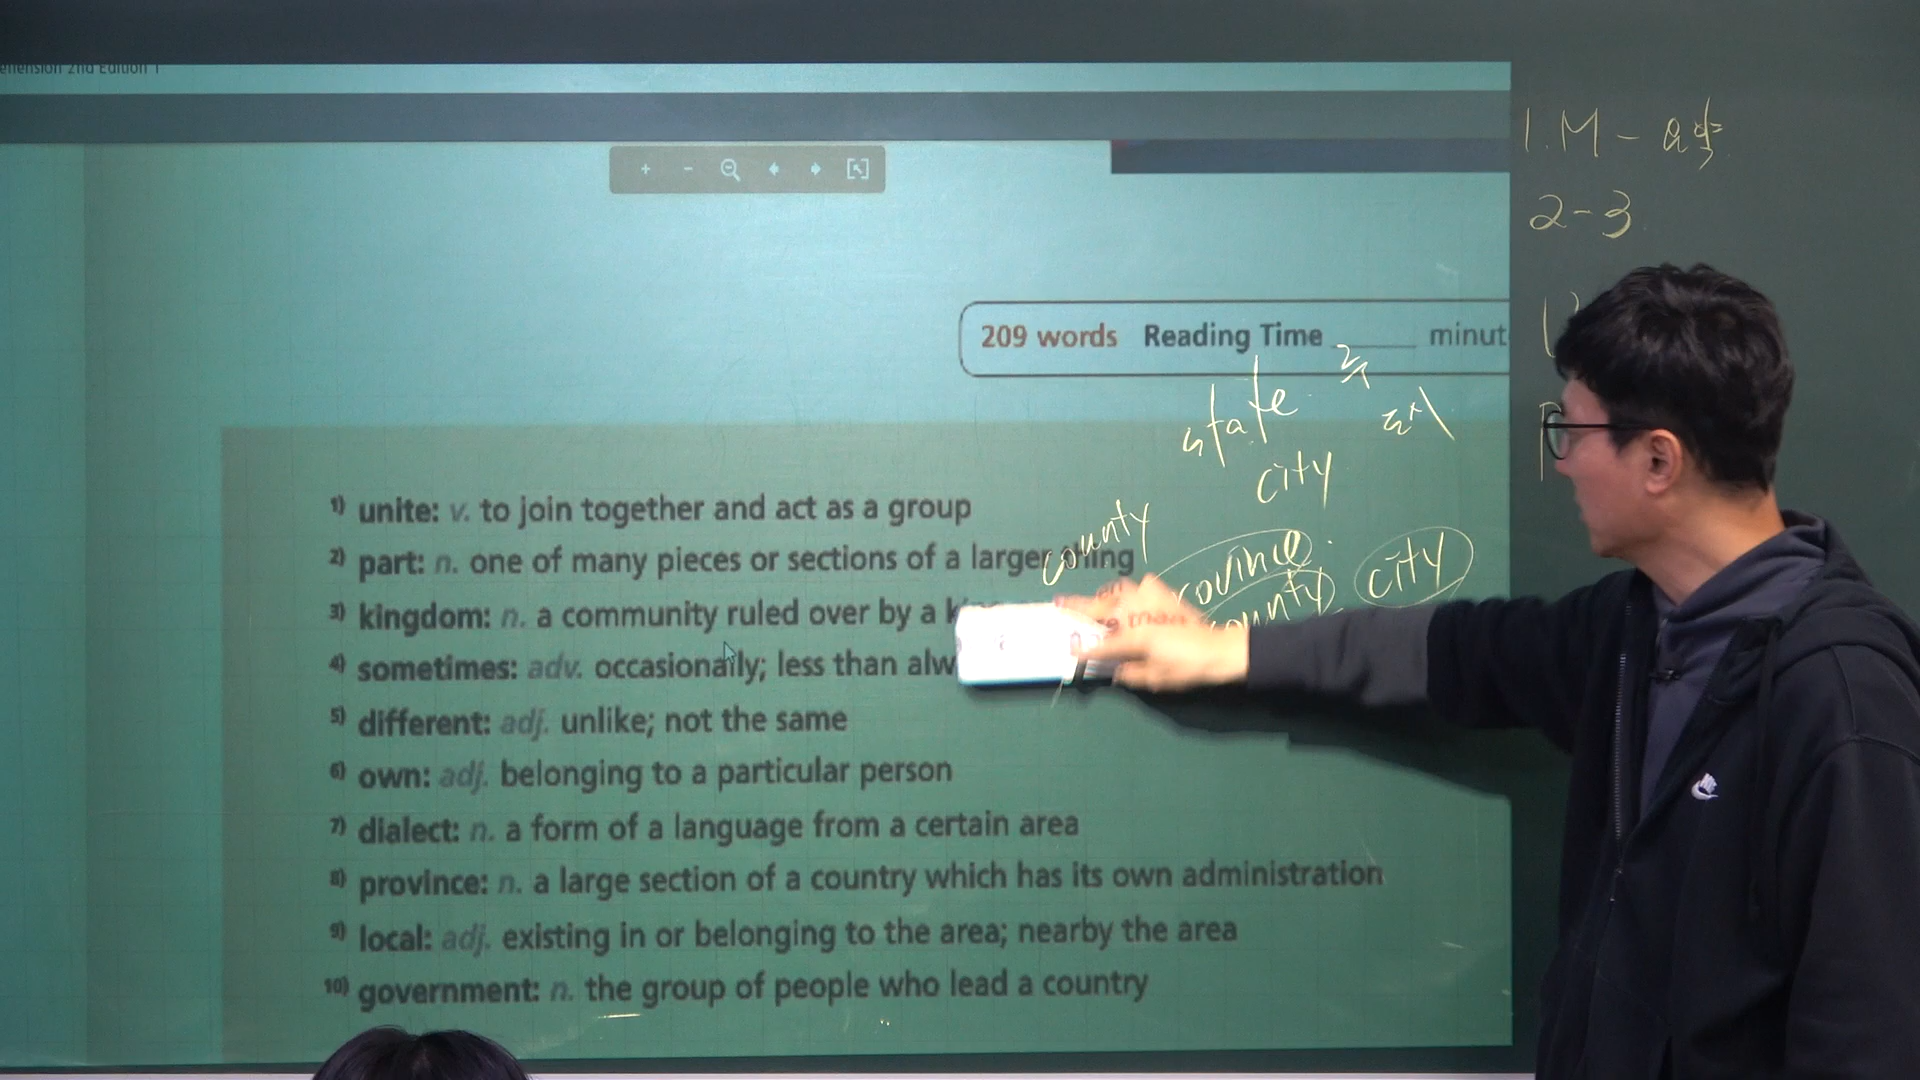 2nd Edition 1
209 words Reading Time ______ minut
1) unite: v. to join together and act as a group
2) part: n. one of many pieces or sections of a larger thing
3) kingdom: n. a community ruled over by a
4) sometimes: adv. occasionally; less than
5) different: adj. unlike; not the same
6) own: adj. belonging to a particular person
7) dialect: n. a form of a language from a certain area
8) province: n. a large section of a country which has its own administration
9) local: adj. existing in or belonging to the area; nearby the area
10) government: n. the group of people who lead a country
state
city
county
city
1. M -
2-3